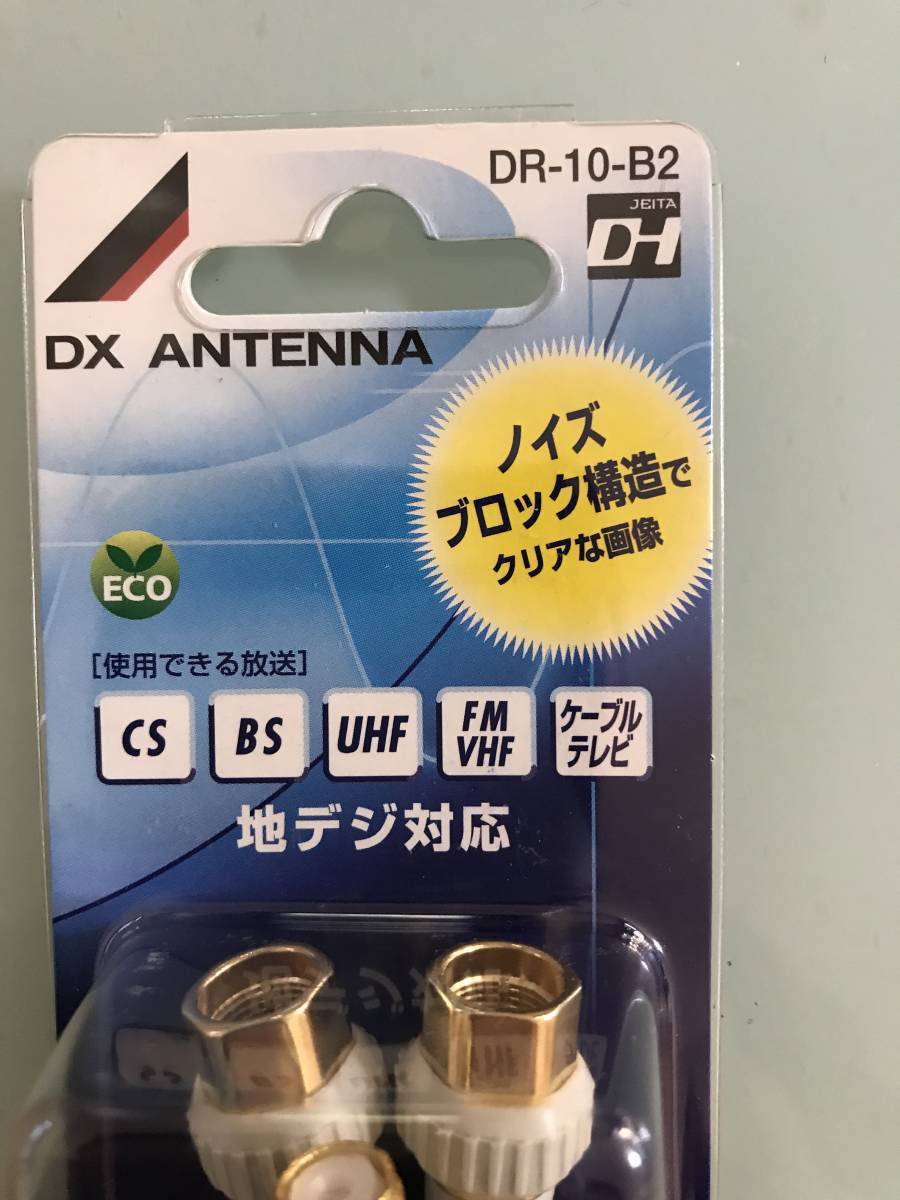 DR-10-B2
JEITA
DH
DX ANTENNA
ノイズ
ブロック構造で
クリアな画像
ECO
［使用できる放送］
CS
BS
UHF
FM
VHF
ケーブル
テレビ
地デジ対応